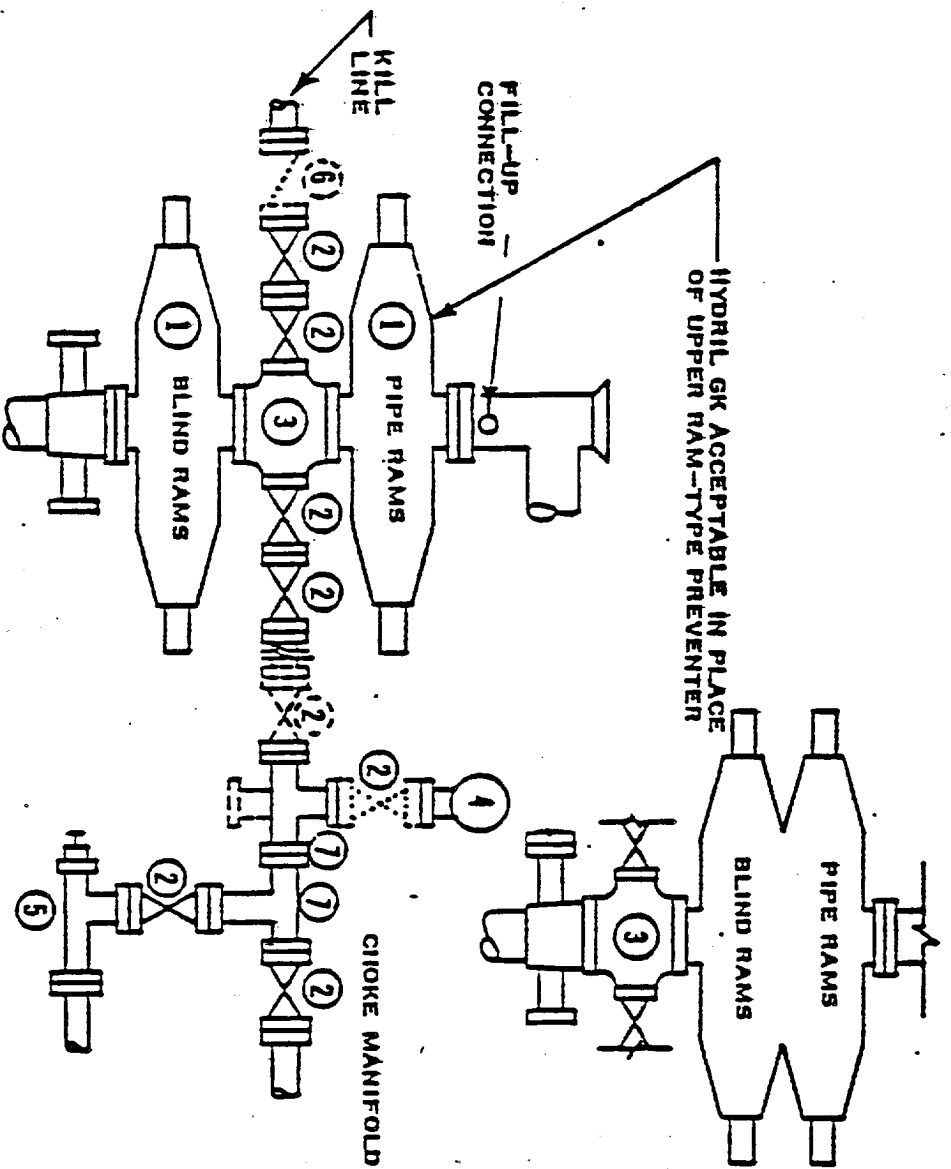 HYDRIL GK ACCEPTABLE IN PLACE
OF UPPER RAM-TYPE PREVENTER
FILL-UP
CONNECTION
KILL
LINE
PIPE RAMS
1
BLIND RAMS
1
6
2
2
3
2
2
2
2
4
7
7
2
2
5
CHOKE MANIFOLD
PIPE RAMS
BLIND RAMS
3